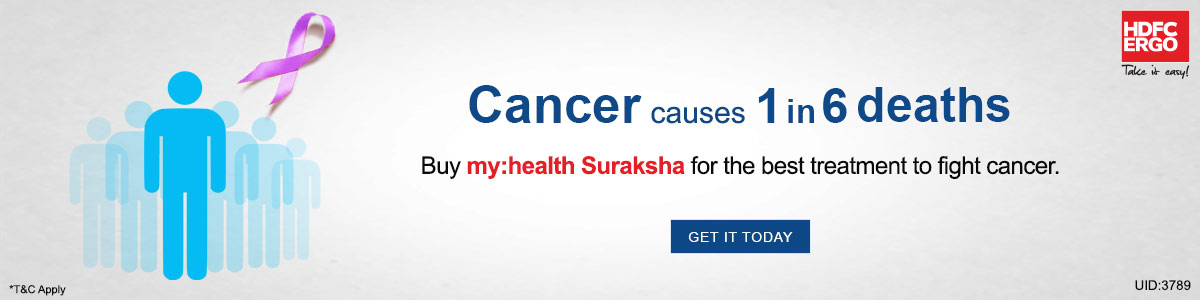 HDFC
ERGO
Take it easy!
Cancer causes 1 in 6 deaths
Buy my:health Suraksha for the best treatment to fight cancer.
GET IT TODAY
*T&C Apply
UID:3789